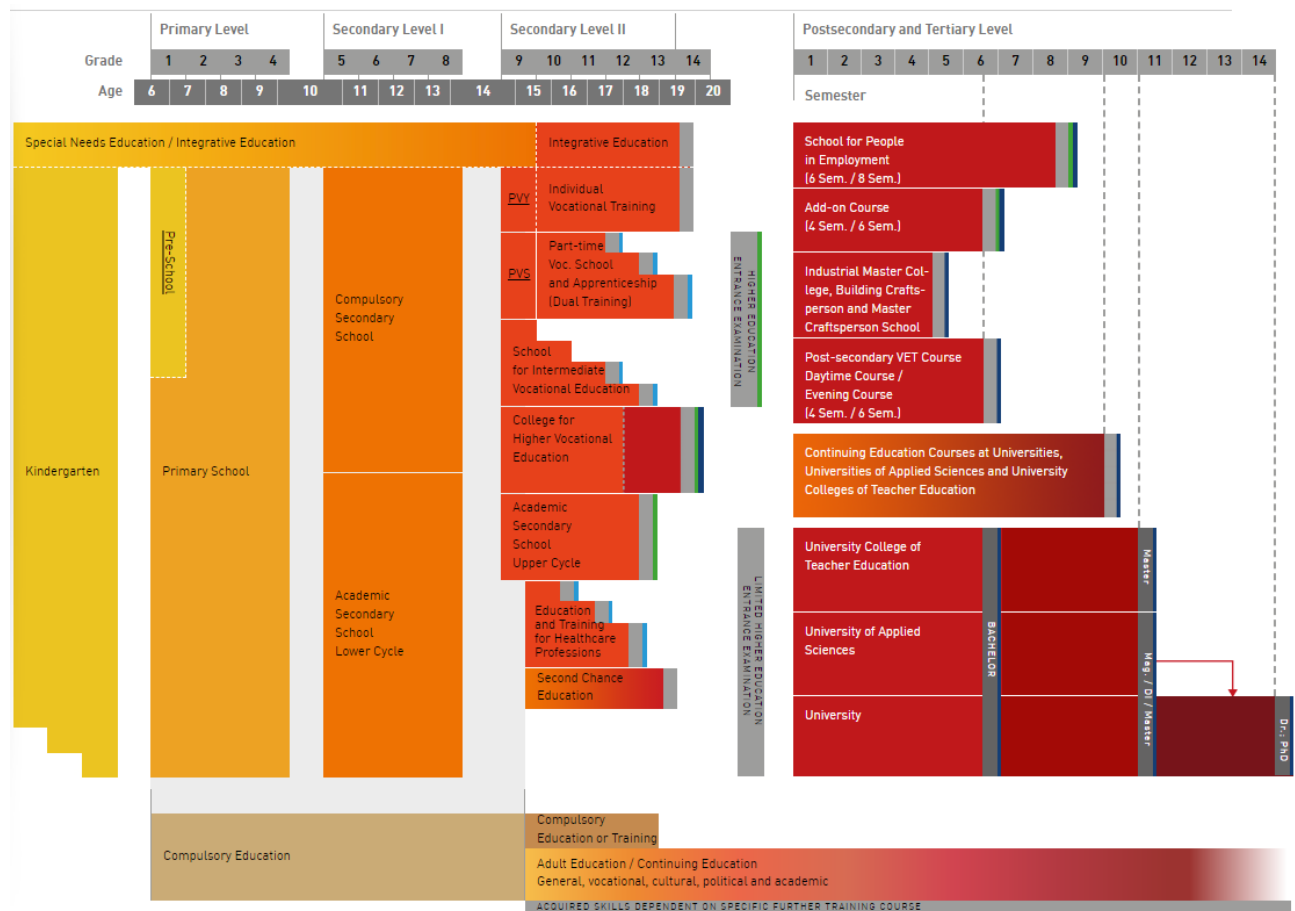 Primary Level
Secondary Level I
Secondary Level II
Postsecondary and Tertiary Level
Grade
1 2 3 4
5 6 7 8
9 10 11 12 13 14
1 2 3 4 5 6 7 8 9 10 11 12 13 14
Age
6 7 8 9 10 11 12 13 14 15 16 17 18 19 20
Semester
Special Needs Education / Integrative Education
Integrative Education
Kindergarten
Pre-School
Primary School
Compulsory
Secondary
School
Academic
Secondary
School
Lower Cycle
PVY
Individual
Vocational Training
PVS
Part-time
Voc. School
and Apprenticeship
(Dual Training)
School
for Intermediate
Vocational Education
College for
Higher Vocational
Education
Academic
Secondary
School
Upper Cycle
Education
and Training
for Healthcare
Professions
Second Chance
Education
HIGHER EDUCATION
ENTRANCE EXAMINATION
LIMITED HIGHER EDUCATION
ENTRANCE EXAMINATION
School for People
in Employment
(6 Sem. / 8 Sem.)
Add-on Course
(4 Sem. / 6 Sem.)
Industrial Master Col-
lege, Building Crafts-
person and Master
Craftsperson School
Post-secondary VET Course
Daytime Course /
Evening Course
(4 Sem. / 6 Sem.)
Continuing Education Courses at Universities,
Universities of Applied Sciences and University
Colleges of Teacher Education
University College of
Teacher Education
University of Applied
Sciences
University
BACHELOR
Master
Mag. / DI / Master
Dr.; PhD
Compulsory Education
Compulsory
Education or Training
Adult Education / Continuing Education
General, vocational, cultural, political and academic
ACQUIRED SKILLS DEPENDENT ON SPECIFIC FURTHER TRAINING COURSE